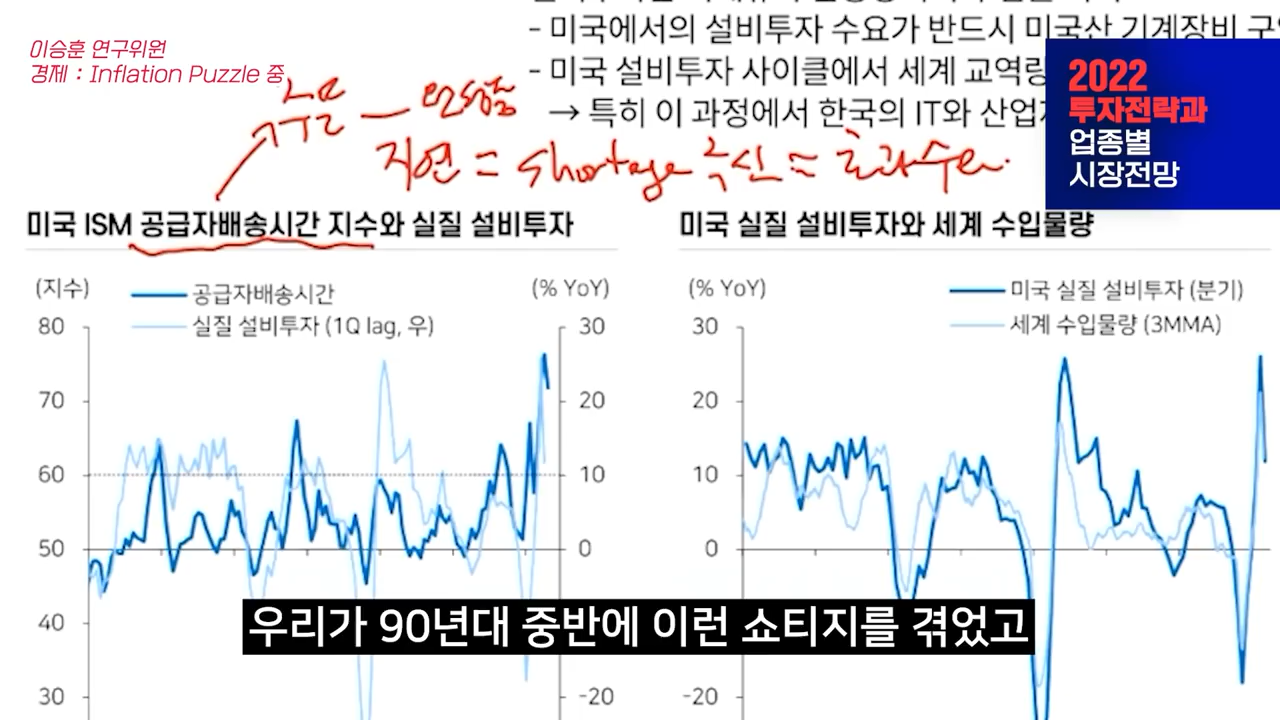 이승훈 연구위원
경제 : Inflation Puzzle 중
- 미국에서의 설비투자 수요가 반드시 미국산 기계장비
- 미국 설비투자 사이클에서 세계 교역량
→ 특히 이 과정에서 한국의 IT와
2022
투자전략과
업종별
시장전망
지연 = shortage 극심 = 초과수요
미국 ISM 공급자배송시간 지수와 실질 설비투자
(지수)
공급자배송시간
(% YoY)
실질 설비투자 (1Q lag, 우)
80
70
60
50
40
30
30
20
10
0
-20
미국 실질 설비투자와 세계 수입물량
(% YoY)
미국 실질 설비투자 (분기)
세계 수입물량 (3MMA)
30
20
10
0
-20
우리가 90년대 중반에 이런 쇼티지를 겪었고